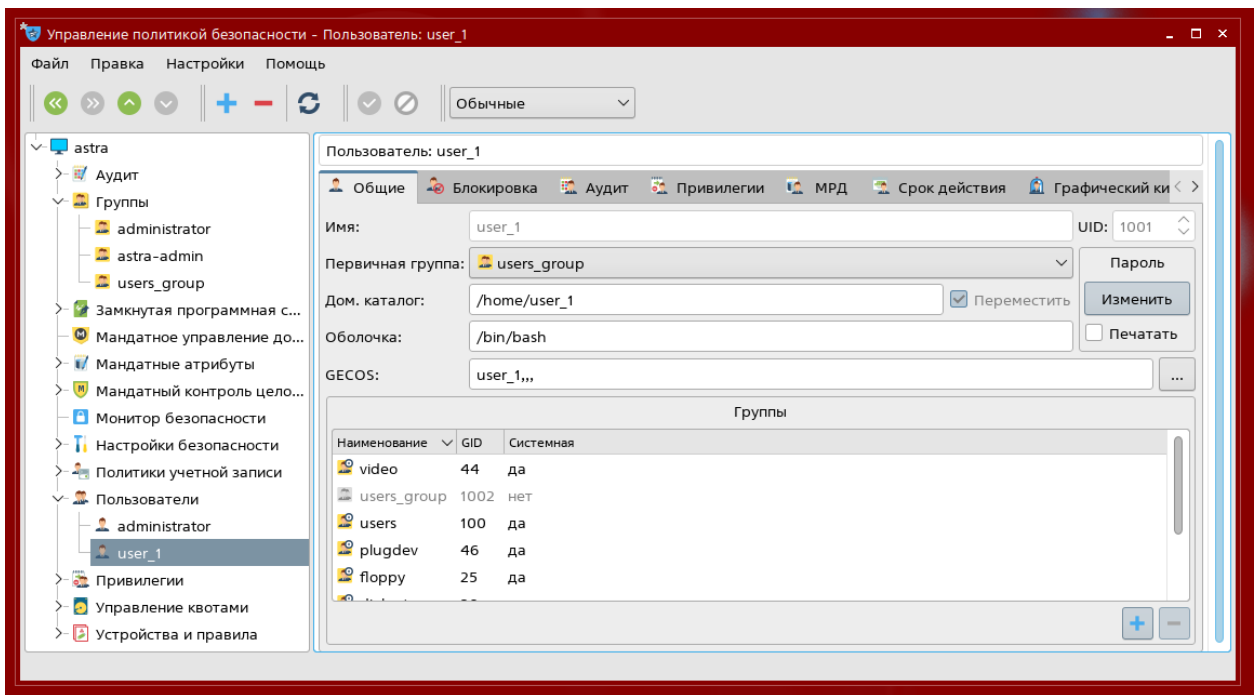 Управление политикой безопасности - Пользователь: user_1
Файл Правка Настройки Помощь
Обычные
astra
Аудит
Группы
administrator
astra-admin
users_group
Замкнутая программная с...
Мандатное управление до...
Мандатные атрибуты
Мандатный контроль цело...
Монитор безопасности
Настройки безопасности
Политики учетной записи
Пользователи
administrator
user_1
Привилегии
Управление квотами
Устройства и правила
Пользователь: user_1
Общие Блокировка Аудит Привилегии МРД Срок действия Графический ки
Имя: user_1 UID: 1001
Первичная группа: users_group Пароль
Дом. каталог: /home/user_1 Переместить Изменить
Оболочка: /bin/bash Печатать
GECOS: user_1,,, ...
Группы
Наименование GID Системная
video 44 да
users_group 1002 нет
users 100 да
plugdev 46 да
floppy 25 да